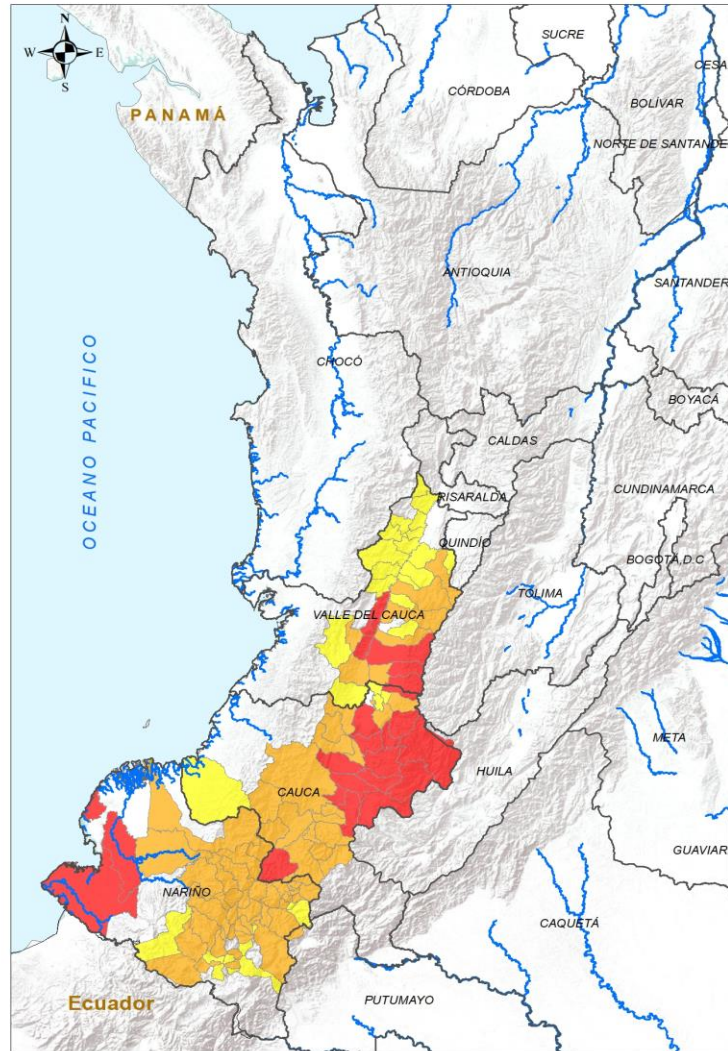 N
W E
S
SUCRE
CESA
CÓRDOBA
BOLÍVAR
PANAMÁ
NORTE DE SANTANDE
ANTIOQUIA
SANTANDER
OCEANO PACIFICO
CHOCÓ
BOYACÁ
CALDAS
CUNDINAMARCA
RISARALDA
QUINDÍO
BOGOTÁ,D.C
TOLIMA
VALLE DEL CAUCA
META
HUILA
CAUCA
GUAVIAR
NARIÑO
CAQUETÁ
Ecuador
PUTUMAYO